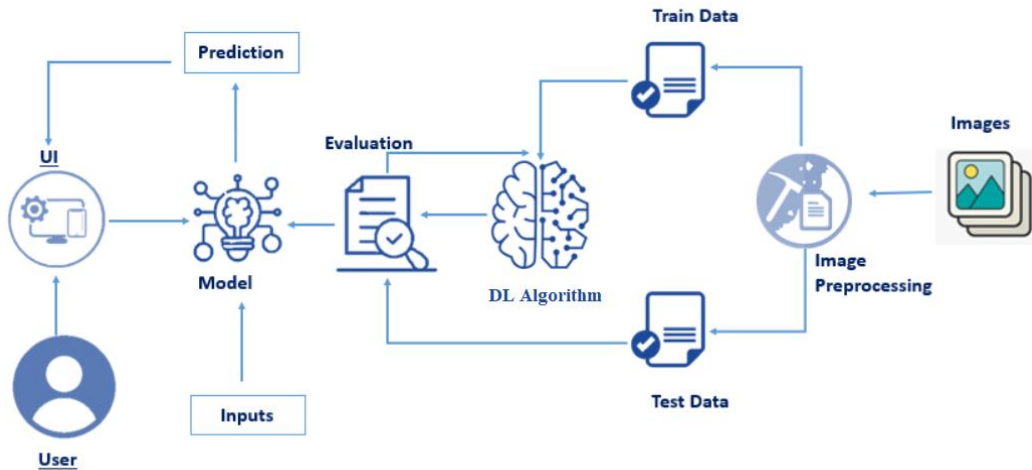 Train Data
Prediction
Images
Evaluation
UI
Image
Preprocessing
Model
DL Algorithm
Test Data
Inputs
User